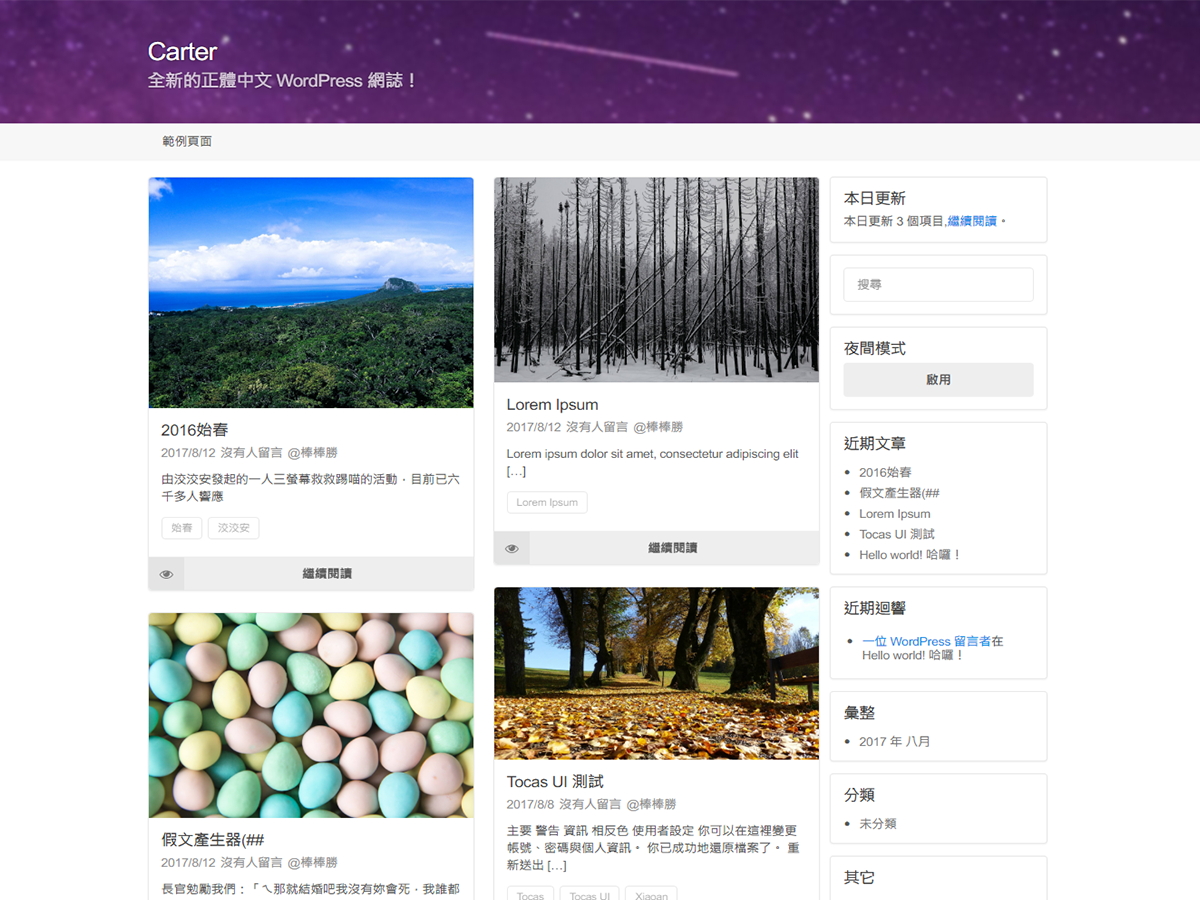 Carter
全新的正體中文 WordPress 網誌！
範例頁面
2016始春
2017/8/12 沒有人留言 @棒棒勝
由洨洨安發起的一人三螢幕救救踢喵的活動，目前已六
千多人響應
始春 洨洨安
繼續閱讀
假文產生器(##
2017/8/12 沒有人留言 @棒棒勝
長官勉勵我們：「ㄟ那就結婚吧我沒有妳會死，我誰都
Lorem Ipsum
2017/8/12 沒有人留言 @棒棒勝
Lorem ipsum dolor sit amet, consectetur adipiscing elit
[…]
Lorem Ipsum
繼續閱讀
Tocas UI 測試
2017/8/8 沒有人留言 @棒棒勝
主要 警告 資訊 相反色 使用者設定 你可以在這裡變更
帳號、密碼與個人資訊。 你已成功地還原檔案了。 重
新送出 […]
Tocas Tocas UI Xiaoan
本日更新
本日更新 3 個項目,繼續閱讀。
搜尋
夜間模式
啟用
近期文章
2016始春
假文產生器(##
Lorem Ipsum
Tocas UI 測試
Hello world! 哈囉！
近期迴響
一位 WordPress 留言者在
Hello world! 哈囉！
彙整
2017 年 八月
分類
未分類
其它